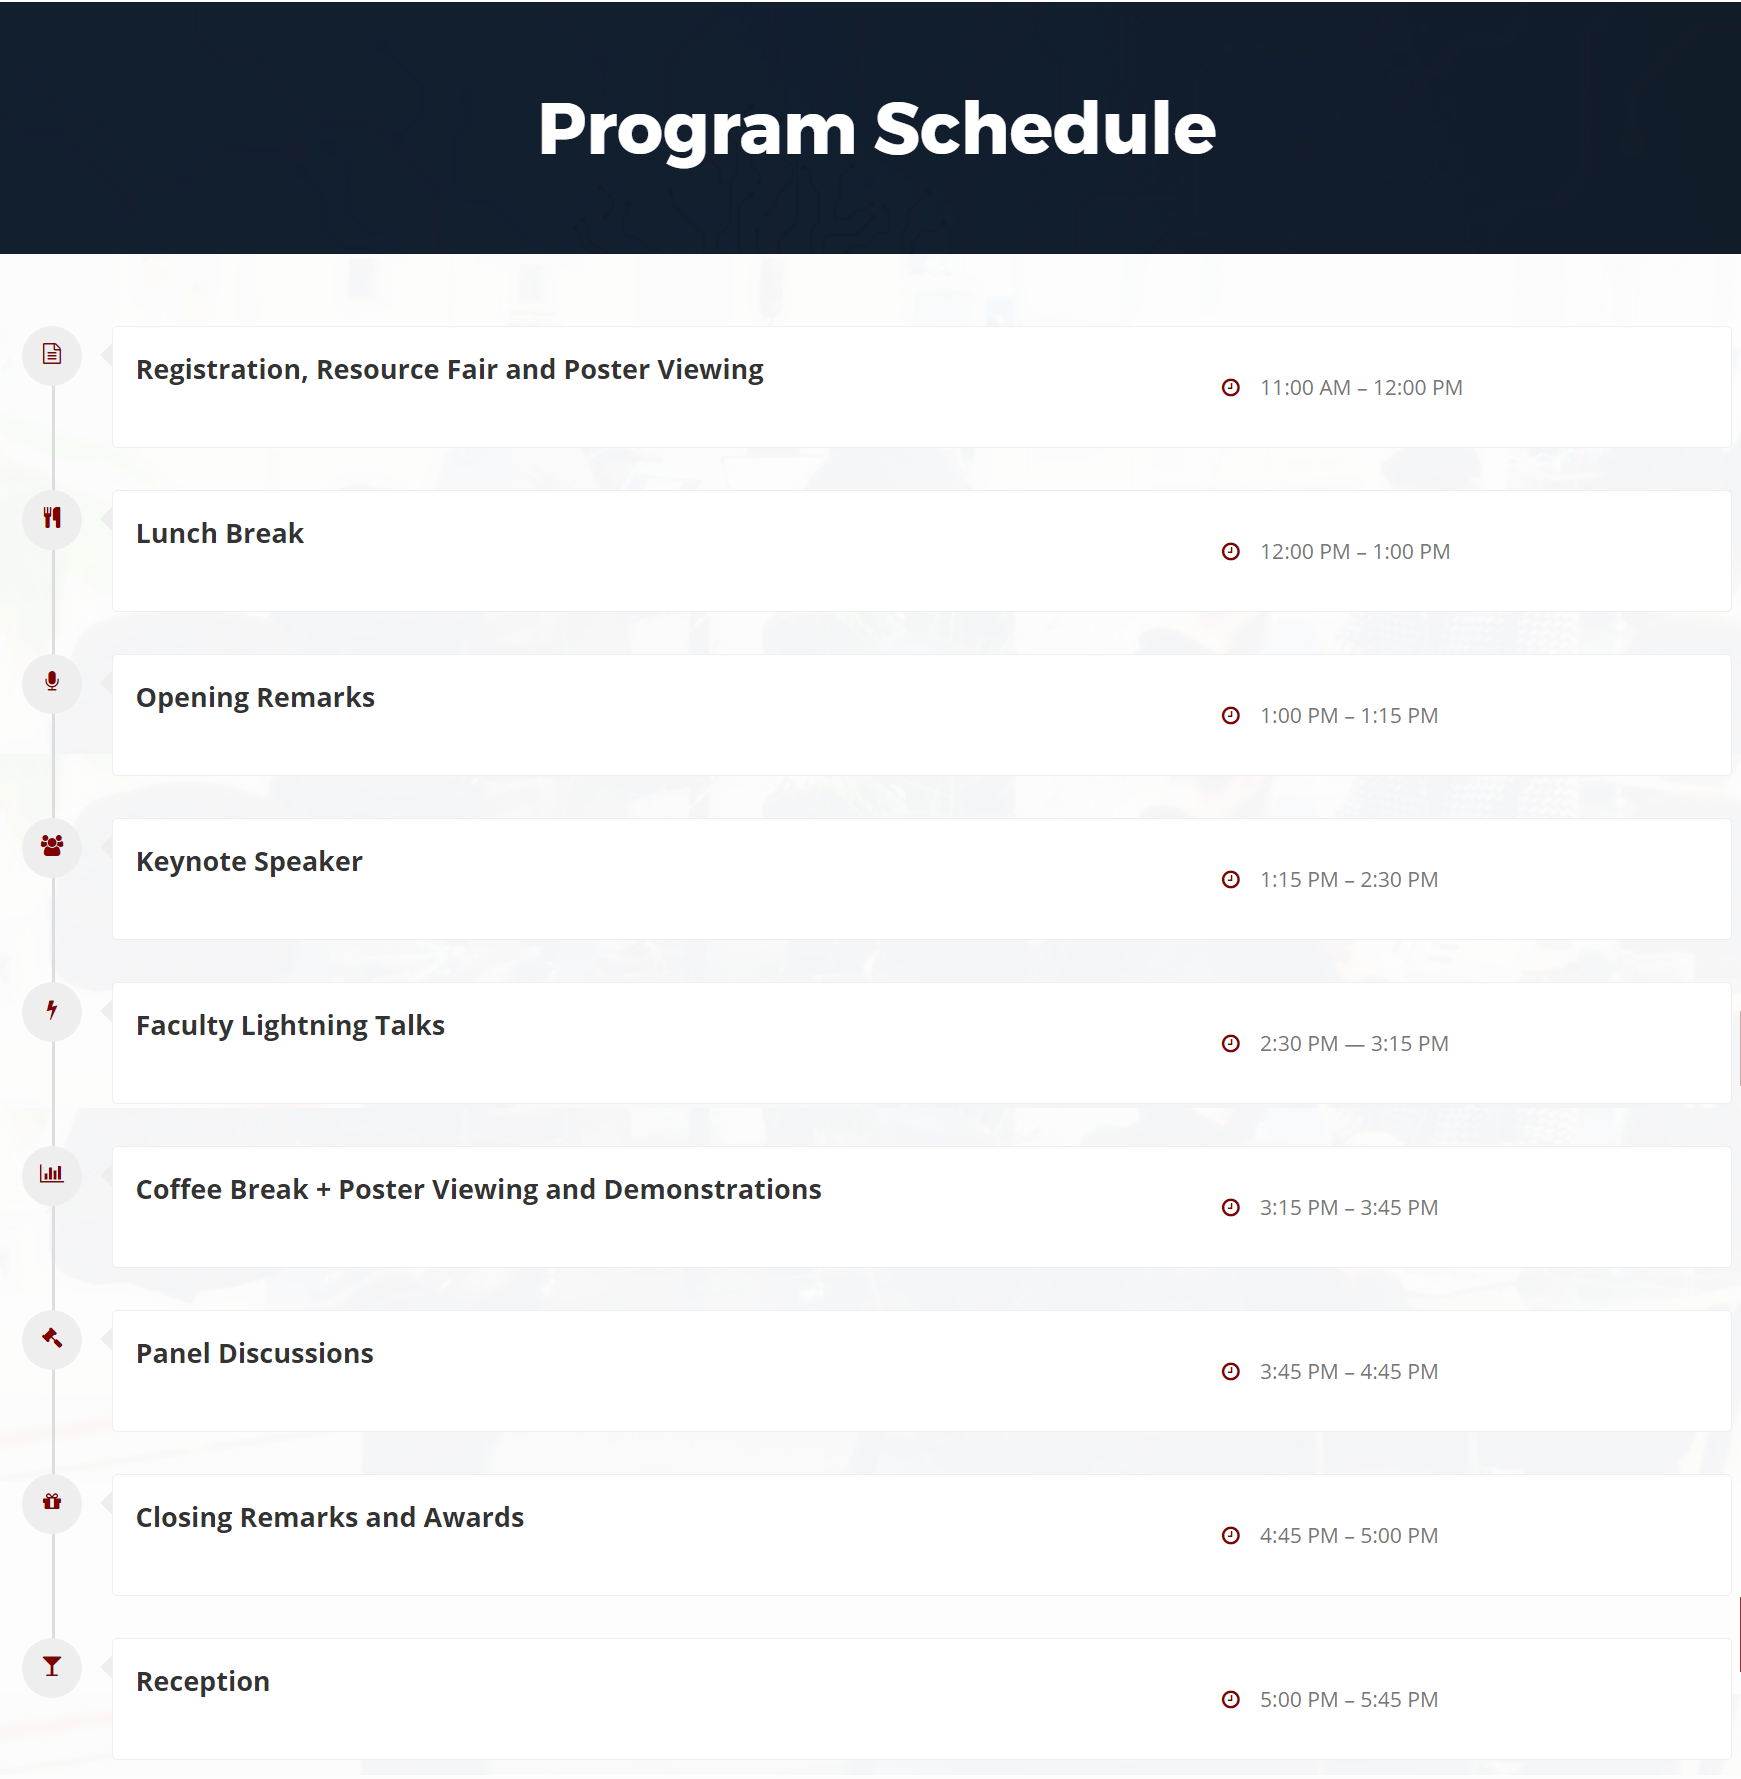 Program Schedule
Registration, Resource Fair and Poster Viewing
11:00 AM – 12:00 PM
Lunch Break
12:00 PM – 1:00 PM
Opening Remarks
1:00 PM – 1:15 PM
Keynote Speaker
1:15 PM – 2:30 PM
Faculty Lightning Talks
2:30 PM — 3:15 PM
Coffee Break + Poster Viewing and Demonstrations
3:15 PM – 3:45 PM
Panel Discussions
3:45 PM – 4:45 PM
Closing Remarks and Awards
4:45 PM – 5:00 PM
Reception
5:00 PM – 5:45 PM